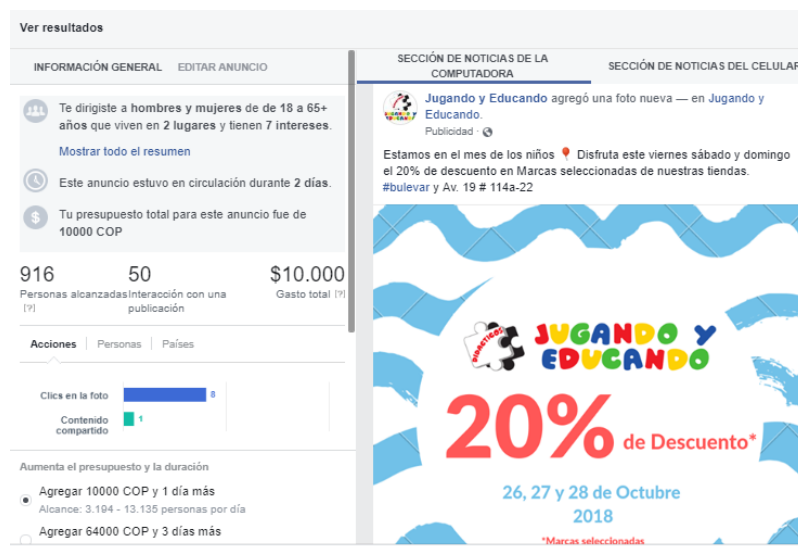 Ver resultados
INFORMACIÓN GENERAL EDITAR ANUNCIO
Te dirigiste a hombres y mujeres de de 18 a 65+
años que viven en 2 lugares y tienen 7 intereses.
Mostrar todo el resumen
Este anuncio estuvo en circulación durante 2 días.
$
Tu presupuesto total para este anuncio fue de
10000 COP
916 50 $10.000
Personas alcanzadas Interacción con una Gasto total [?]
[?] publicación
Acciones Personas Países
Clics en la foto 8
Contenido 1
compartido
Aumenta el presupuesto y la duración
Agregar 10000 COP y 1 día más
Alcance: 3.194 - 13.135 personas por día
Agregar 64000 COP y 3 días más
SECCIÓN DE NOTICIAS DE LA
COMPUTADORA
SECCIÓN DE NOTICIAS DEL CELULAR
JUGANDO Y
EDUCANDO
Jugando y Educando agregó una foto nueva — en Jugando y
Educando.
Publicidad ·
Estamos en el mes de los niños 📍 Disfruta este viernes sábado y domingo
el 20% de descuento en Marcas seleccionadas de nuestras tiendas.
#bulevar y Av. 19 # 114a-22
DIDACTICOS
JUGANDO Y
EDUCANDO
20%
de Descuento*
26, 27 y 28 de Octubre
2018
*Marcas seleccionadas